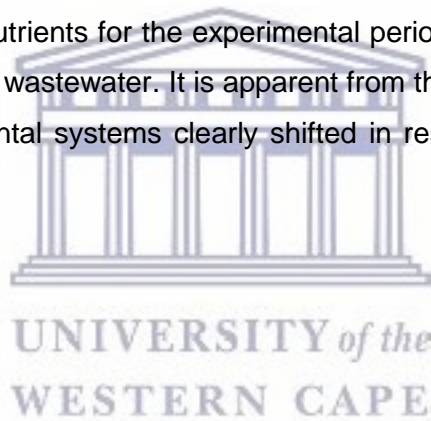 utrients for the experimental perio
wastewater. It is apparent from th
ntal systems clearly shifted in re
UNIVERSITY of the
WESTERN CAPE